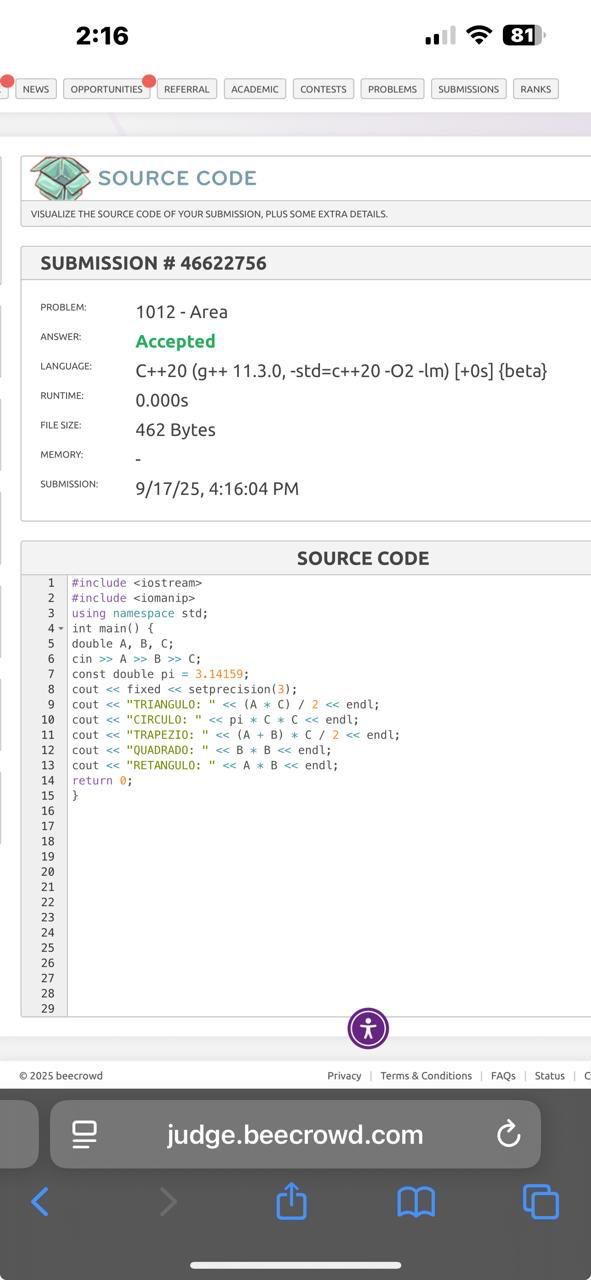 2:16
81
NEWS OPPORTUNITIES REFERRAL ACADEMIC CONTESTS PROBLEMS SUBMISSIONS RANKS
SOURCE CODE
VISUALIZE THE SOURCE CODE OF YOUR SUBMISSION, PLUS SOME EXTRA DETAILS.
SUBMISSION # 46622756
PROBLEM: 1012 - Area
ANSWER: Accepted
LANGUAGE: C++20 (g++ 11.3.0, -std=c++20 -O2 -lm) [+0s] {beta}
RUNTIME: 0.000s
FILE SIZE: 462 Bytes
MEMORY: -
SUBMISSION: 9/17/25, 4:16:04 PM
SOURCE CODE
1 #include <iostream>
2 #include <iomanip>
3 using namespace std;
4 int main() {
5 double A, B, C;
6 cin >> A >> B >> C;
7 const double pi = 3.14159;
8 cout << fixed << setprecision(3);
9 cout << "TRIANGULO: " << (A * C) / 2 << endl;
10 cout << "CIRCULO: " << pi * C * C << endl;
11 cout << "TRAPEZIO: " << (A + B) * C / 2 << endl;
12 cout << "QUADRADO: " << B * B << endl;
13 cout << "RETANGULO: " << A * B << endl;
14 return 0;
15 }
16
17
18
19
20
21
22
23
24
25
26
27
28
29
© 2025 beecrowd
Privacy | Terms & Conditions | FAQs | Status | C
judge.beecrowd.com